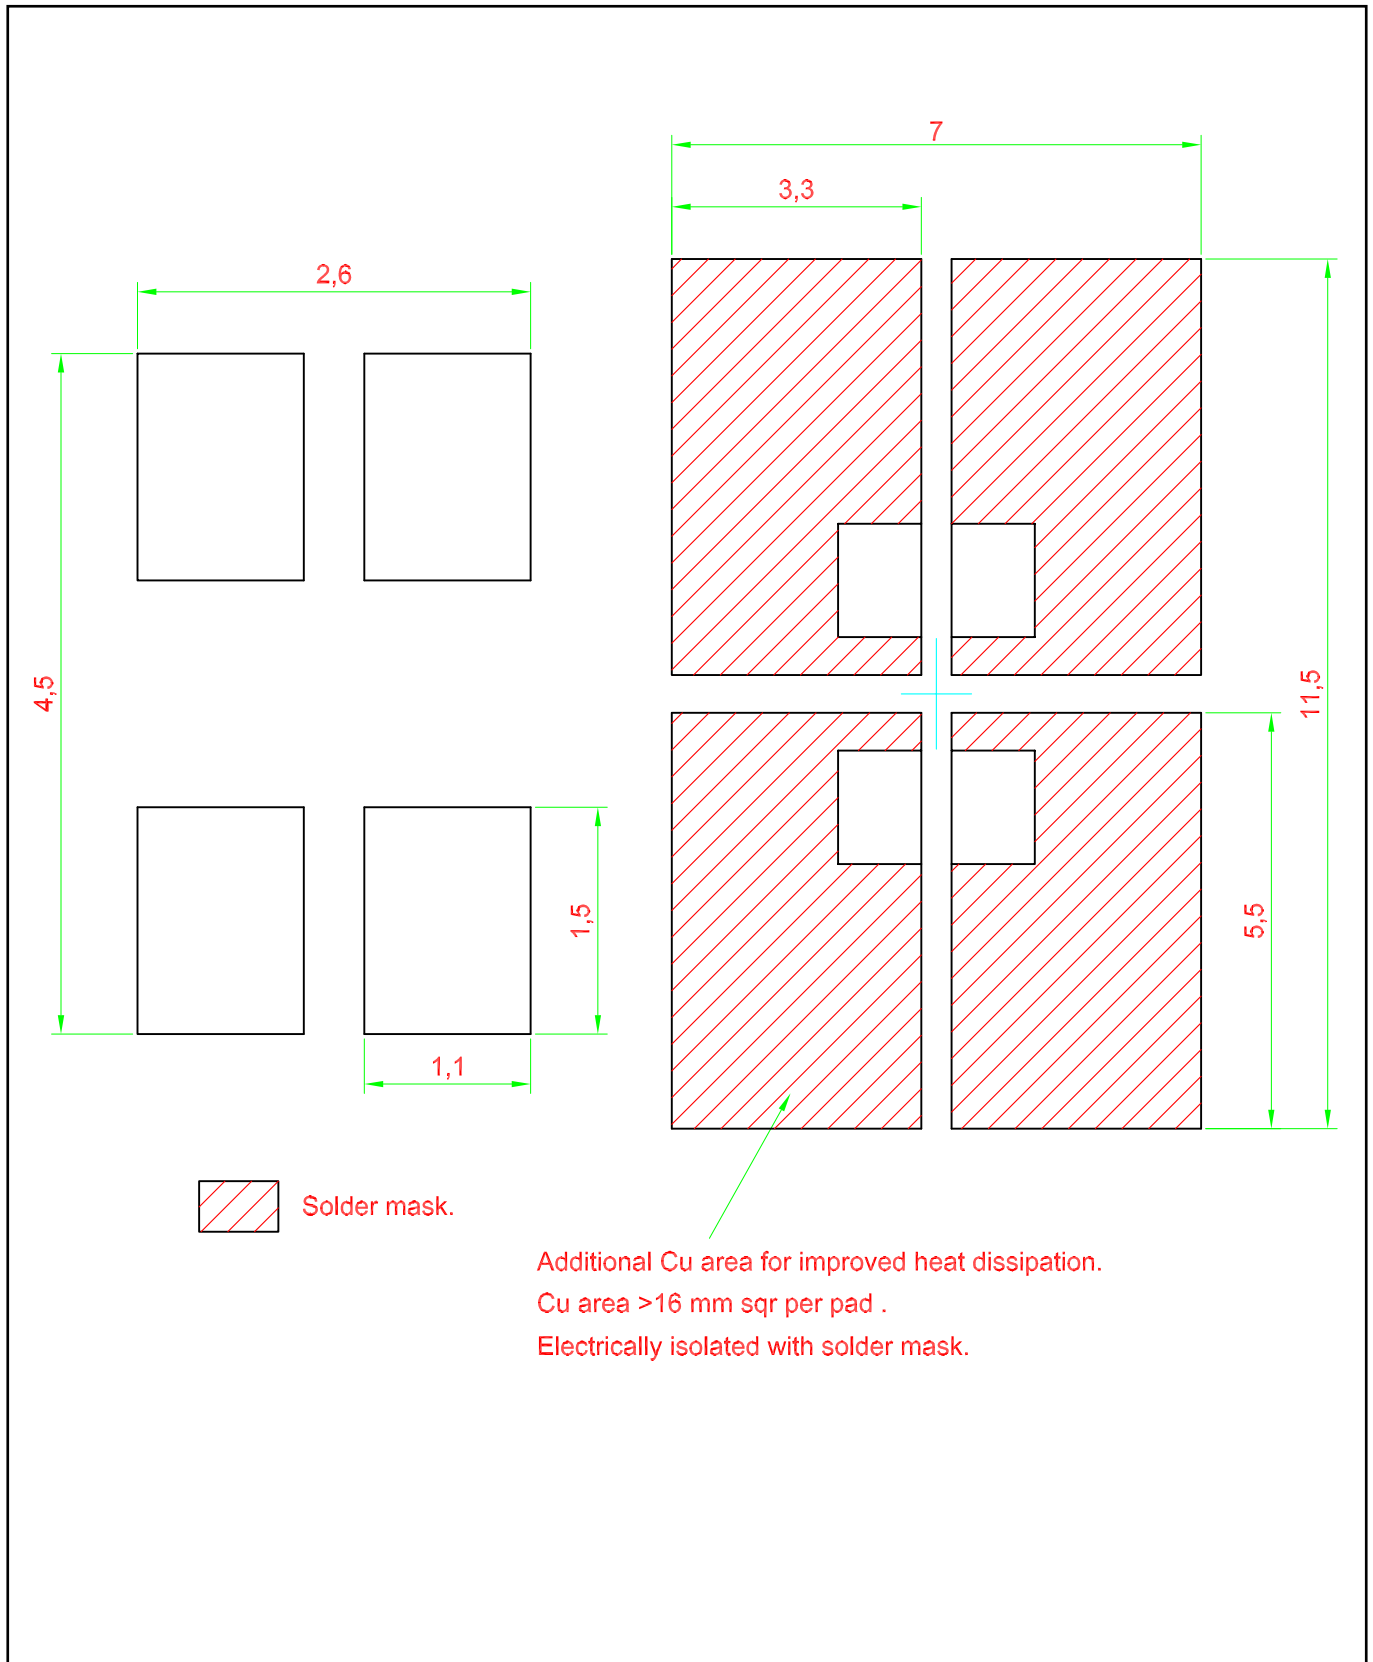 7
3,3
2,6
4,5
11,5
5,5
1,5
1,1
Solder mask.
Additional Cu area for improved heat dissipation.
Cu area >16 mm sqr per pad .
Electrically isolated with solder mask.